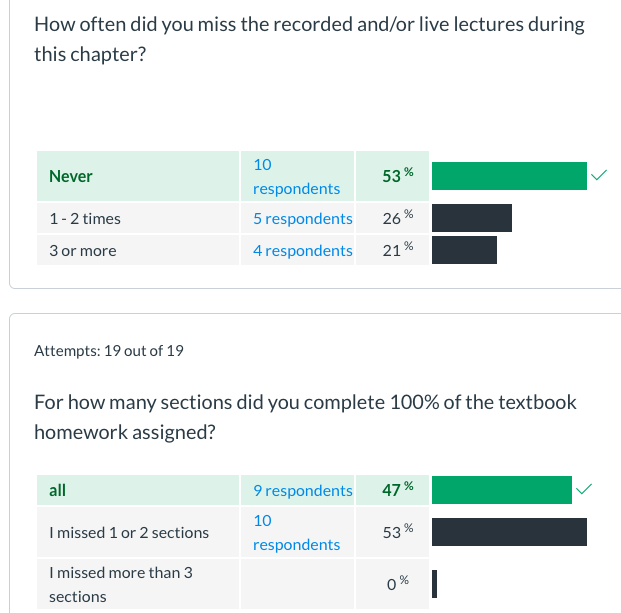 How often did you miss the recorded and/or live lectures during
this chapter?
Never
10
respondents
53 %
1 - 2 times
5 respondents
26 %
3 or more
4 respondents
21 %
Attempts: 19 out of 19
For how many sections did you complete 100% of the textbook
homework assigned?
all
9 respondents
47 %
I missed 1 or 2 sections
10
respondents
53 %
I missed more than 3
sections
0 %